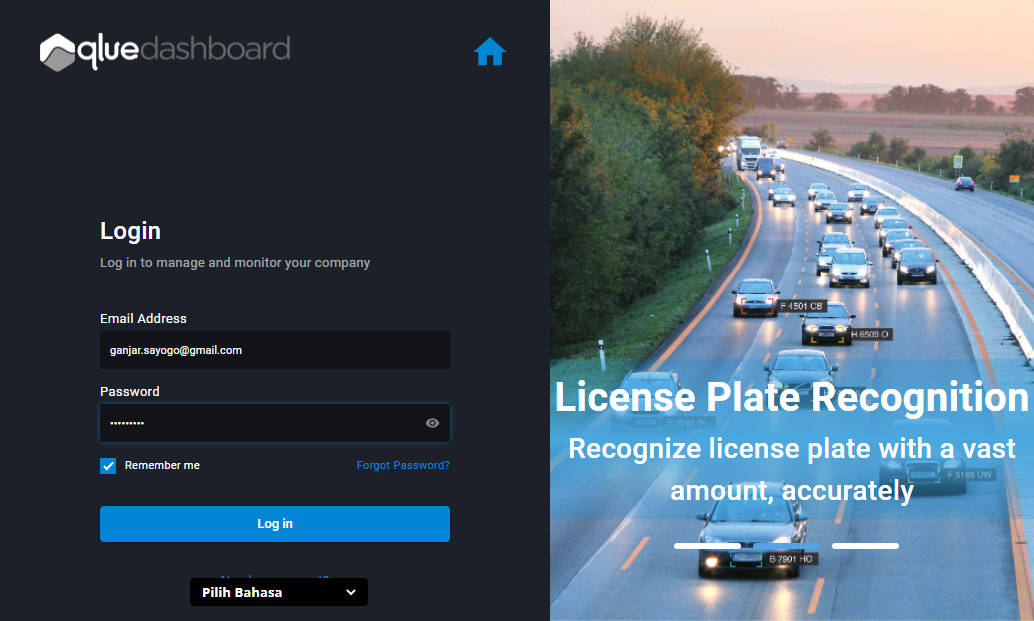 qluedashboard
Login
Log in to manage and monitor your company
Email Address
ganjar.sayogo@gmail.com
Password
•••••••••
Remember me
Forgot Password?
Log in
Pilih Bahasa
F 4501 CB
H 6509 O
License Plate Recognition
Recognize license plate with a vast
F 5185 UW
amount, accurately
B 7901 HO